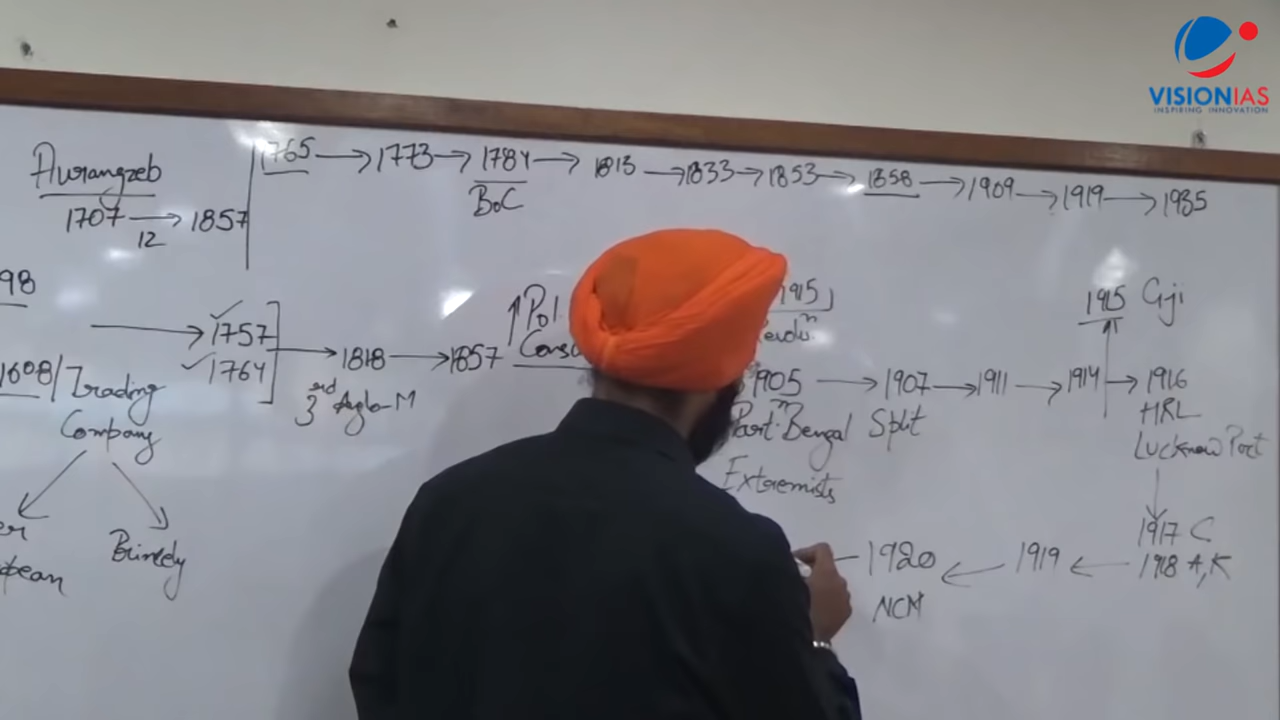 VISIONIAS
INSPIRING INNOVATION
Aurangzeb
1707 → 1857
12
1765 → 1773 → 1784 → 1813 → 1833 → 1853 → 1858 → 1909 → 1919 → 1935
BoC
98
→ 1757
1764
→ 1818 → 1857
3rd Anglo-M
1608/Trading
Company
↑Pol.
1915
1905 → 1907 → 1911 → 1914 → 1916
Partn Bengal
Split
HRL
Lucknow Pact
Extremists
1915 Gji
1917 C
1918 A, K
1920 ← 1919 ←
NCM